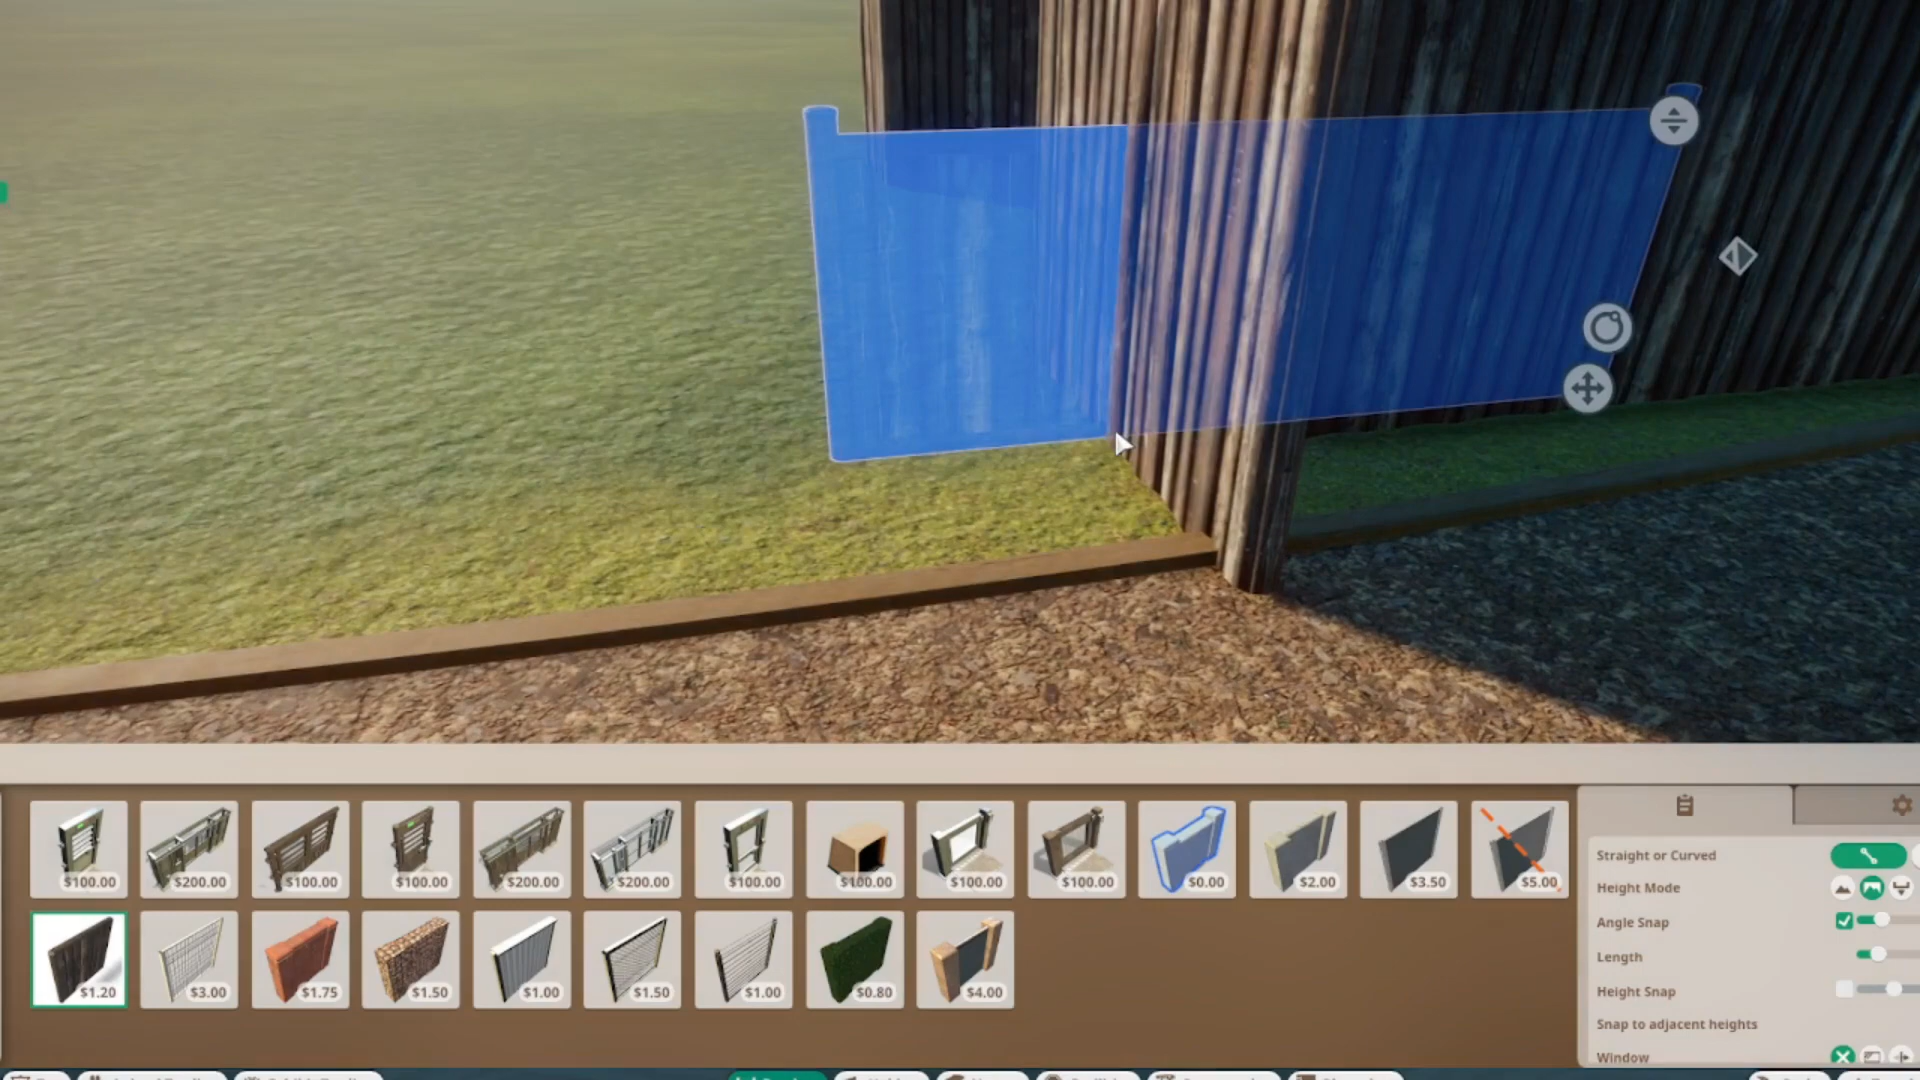 $100.00 $200.00 $100.00 $100.00 $200.00 $200.00 $100.00 $100.00 $100.00 $100.00 $0.00 $2.00 $3.50 $5.00
$1.20 $3.00 $1.75 $1.50 $1.00 $1.50 $1.00 $0.80 $4.00
Straight or Curved
Height Mode
Angle Snap
Length
Height Snap
Snap to adjacent heights
Window